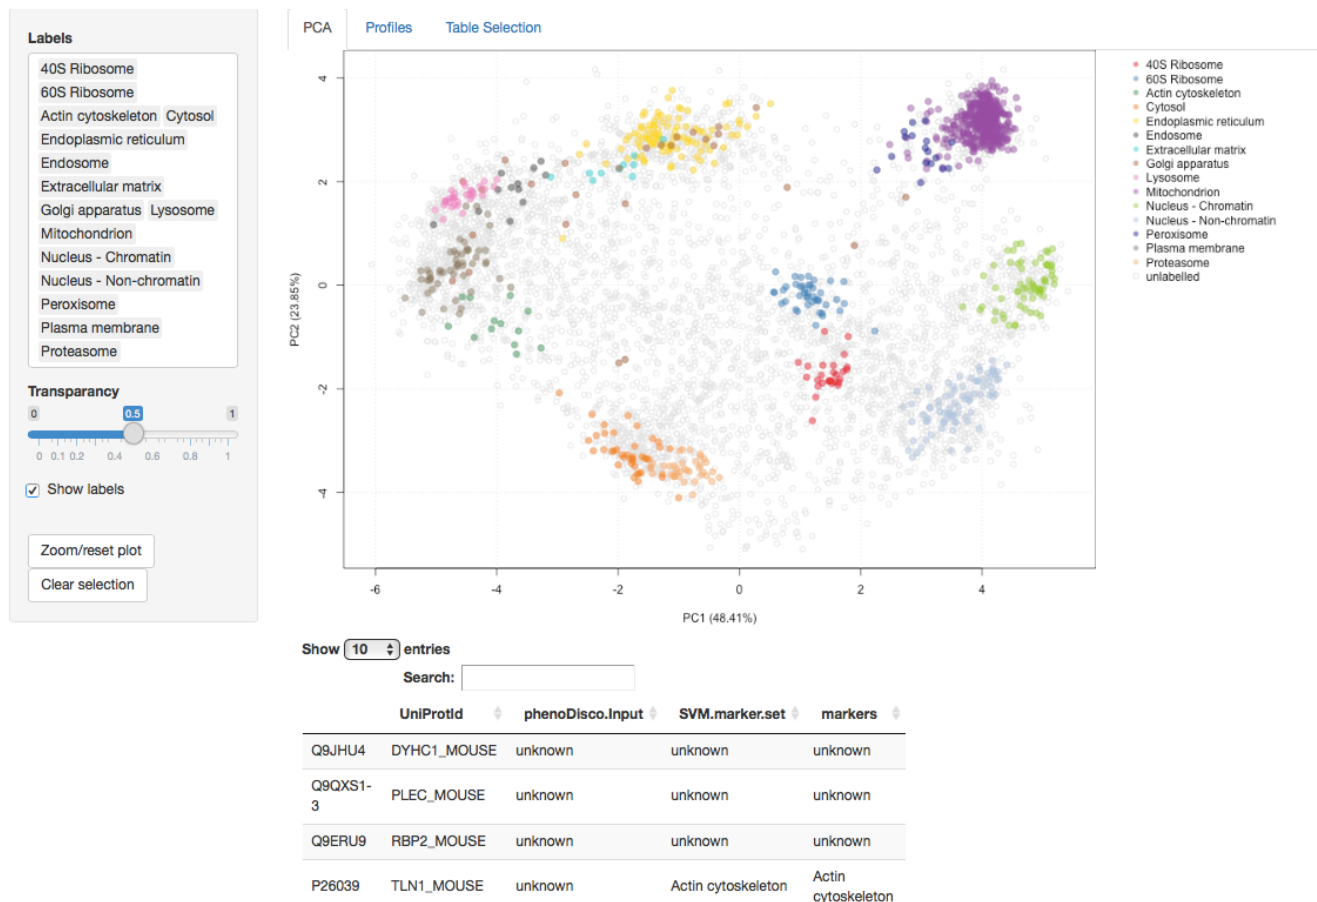 Labels
40S Ribosome
60S Ribosome
Actin cytoskeleton Cytosol
Endoplasmic reticulum
Endosome
Extracellular matrix
Golgi apparatus Lysosome
Mitochondrion
Nucleus - Chromatin
Nucleus - Non-chromatin
Peroxisome
Plasma membrane
Proteasome
Transparancy
0 0.5 1
0 0.1 0.2 0.4 0.6 0.8 1
Show labels
Zoom/reset plot
Clear selection
PCA Profiles Table Selection
PC2 (23.85%)
4
2
0
-2
-4
-6 -4 -2 0 2 4
PC1 (48.41%)
40S Ribosome
60S Ribosome
Actin cytoskeleton
Cytosol
Endoplasmic reticulum
Endosome
Extracellular matrix
Golgi apparatus
Lysosome
Mitochondrion
Nucleus - Chromatin
Nucleus - Non-chromatin
Peroxisome
Plasma membrane
Proteasome
unlabelled
Show 10 entries
Search:
UniProtId phenoDisco.Input SVM.marker.set markers
Q9JHU4 DYHC1_MOUSE unknown unknown unknown
Q9QXS1-
3 PLEC_MOUSE unknown unknown unknown
Q9ERU9 RBP2_MOUSE unknown unknown unknown
P26039 TLN1_MOUSE unknown Actin cytoskeleton Actin
cytoskeleton